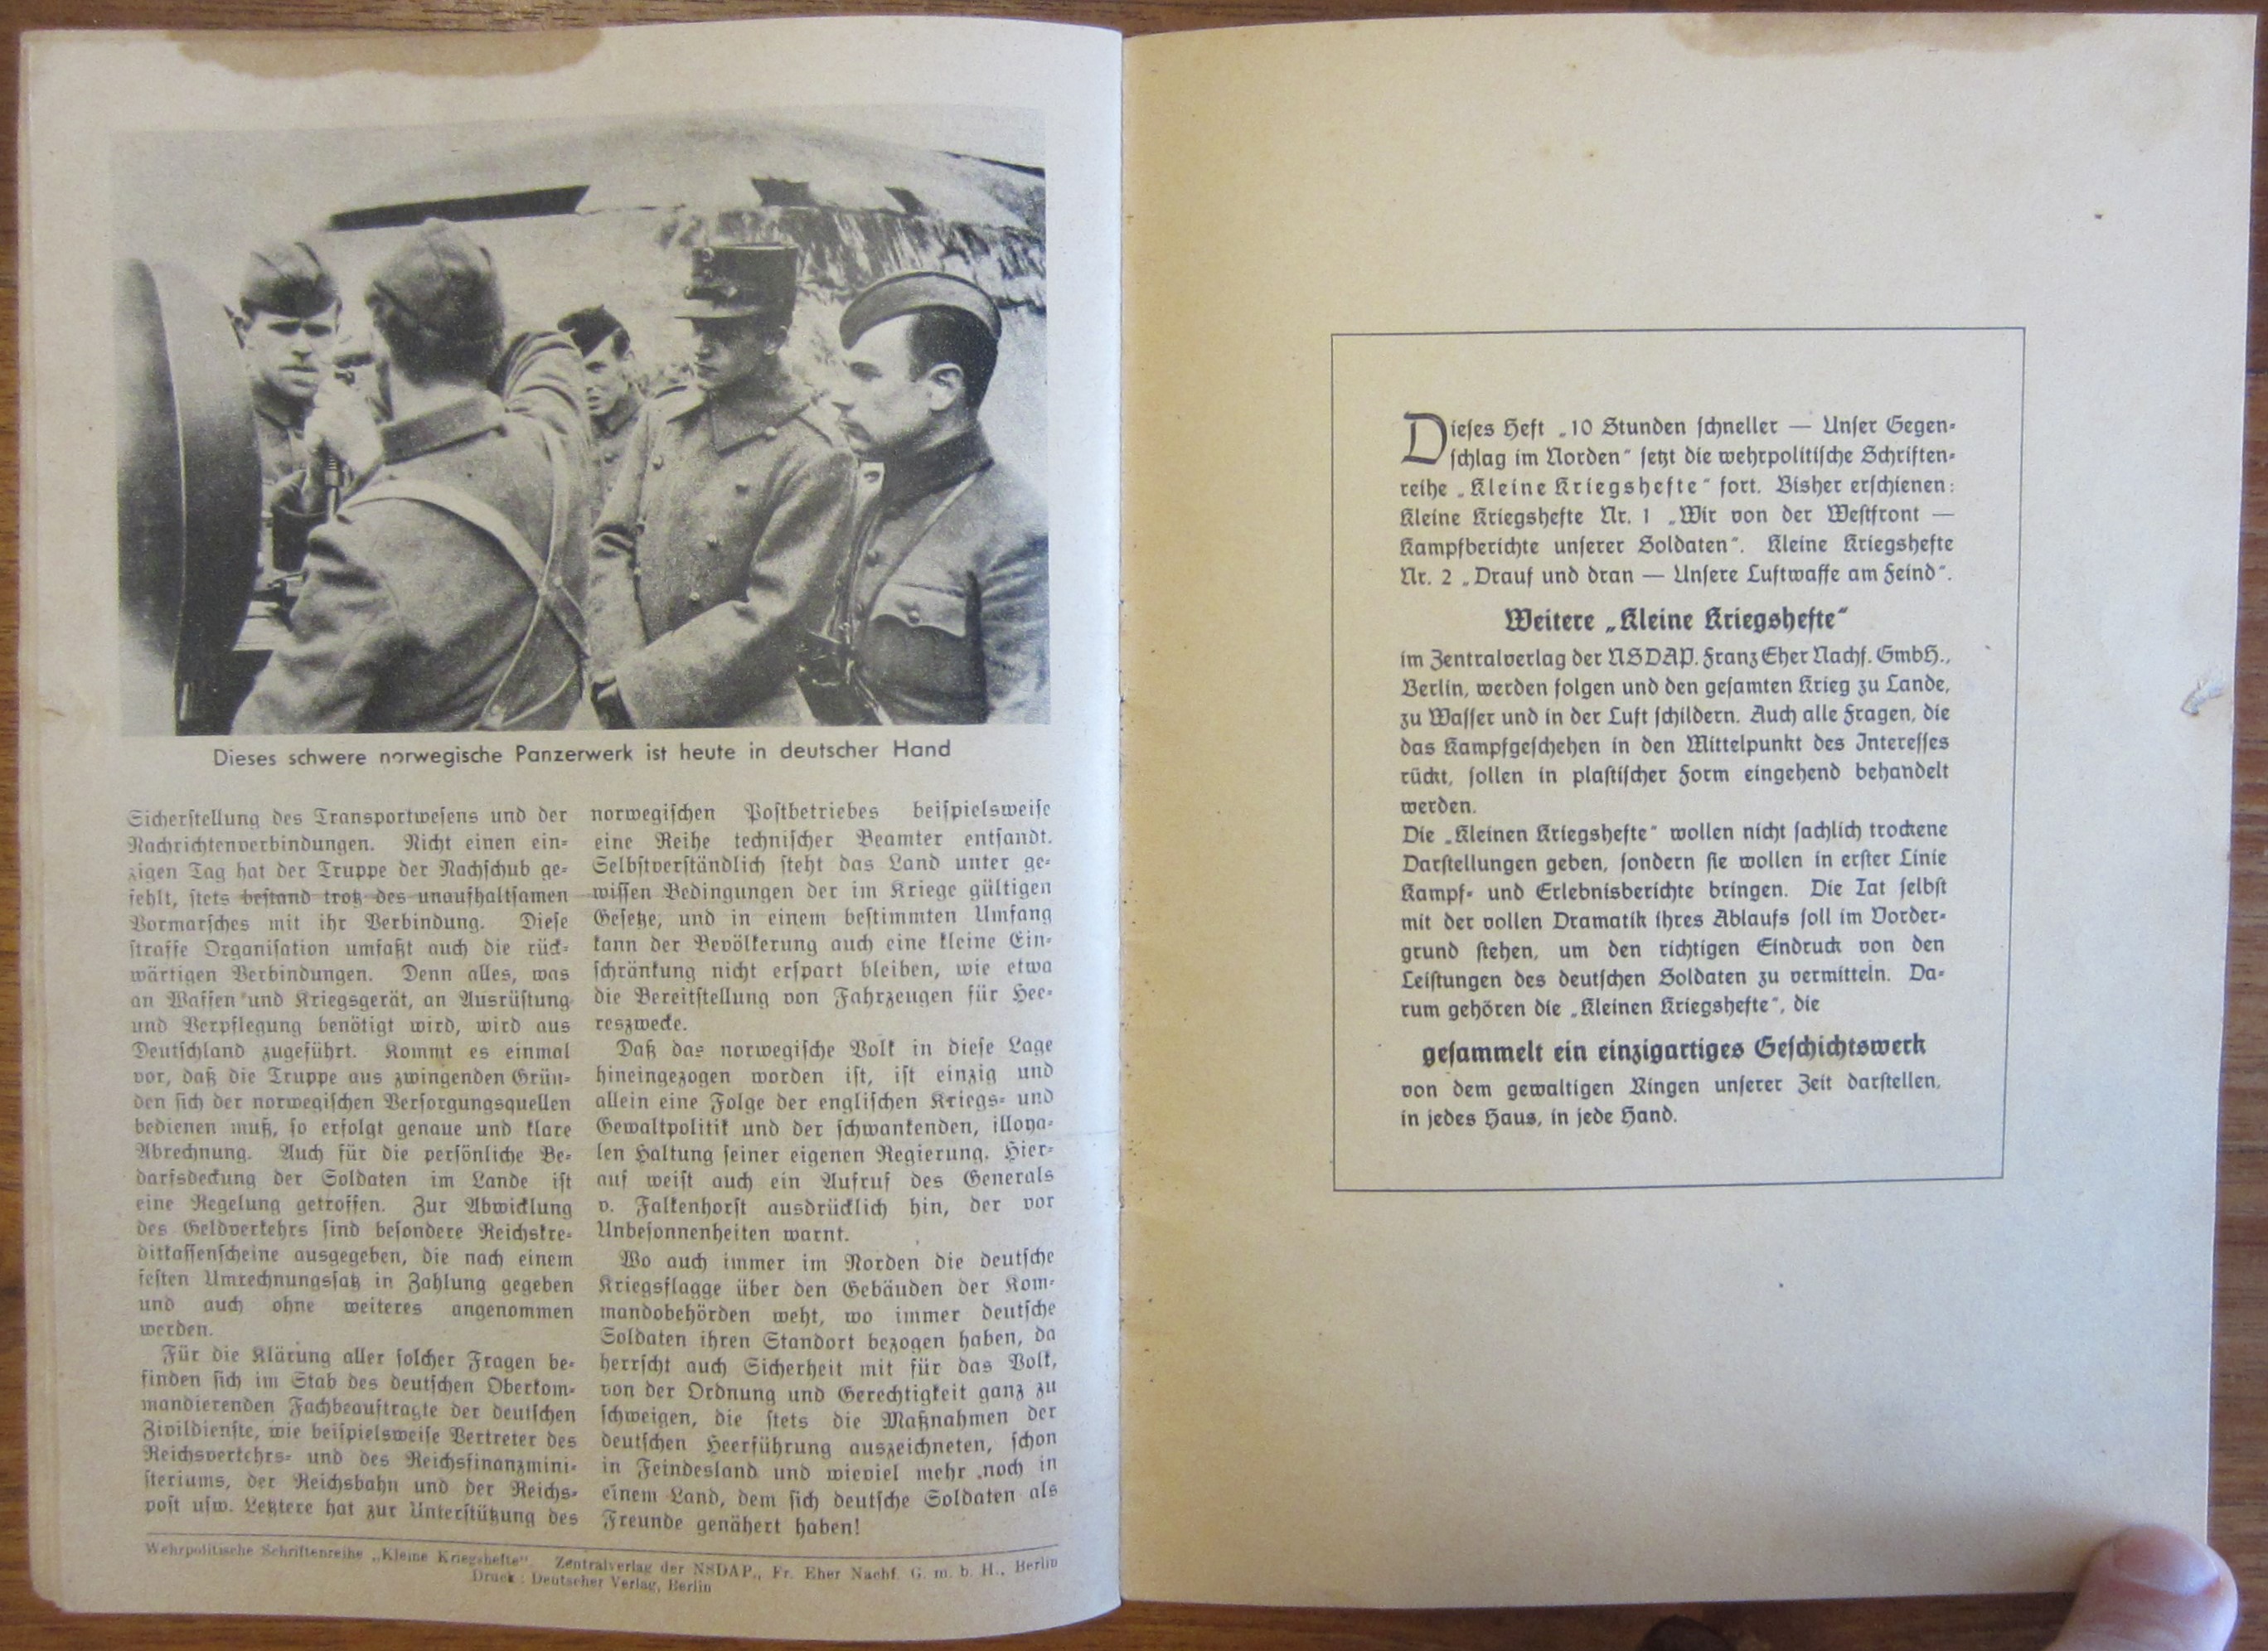 Dieses schwere norwegische Panzerwerk ist heute in deutscher Hand
Sicherstellung des Transportwesens und der
Nachrichtenverbindungen. Nicht einen ein-
zigen Tag hat der Truppe der Nachschub ge-
fehlt, stets bestand trotz des unaufhaltsamen
Vormarsches mit ihr Verbindung. Diese
straffe Organisation umfaßt auch die rück-
wärtigen Verbindungen. Denn alles, was
an Waffen und Kriegsgerät, an Ausrüstung
und Verpflegung benötigt wird, wird aus
Deutschland zugeführt. Kommt es einmal
vor, daß die Truppe aus zwingenden Grün-
den sich der norwegischen Versorgungsquellen
bedienen muß, so erfolgt genaue und klare
Abrechnung. Auch für die persönliche Be-
darfsdeckung der Soldaten im Lande ist
eine Regelung getroffen. Zur Abwicklung
des Geldverkehrs sind besondere Reichskre-
ditkassenscheine ausgegeben, die nach einem
festen Umrechnungssatz in Zahlung gegeben
und auch ohne weiteres angenommen
werden.
Für die Klärung aller solcher Fragen be-
finden sich im Stab des deutschen Oberkom-
mandierenden Fachbeauftragte der deutschen
Zivildienste, wie beispielsweise Vertreter des
Reichsverkehrs- und des Reichsfinanzmini-
steriums, der Reichsbahn und der Reichs-
post usw. Letztere hat zur Unterstützung des
norwegischen Postbetriebes beispielsweise
eine Reihe technischer Beamter entsandt.
Selbstverständlich steht das Land unter ge-
wissen Bedingungen der im Kriege gültigen
Gesetze, und in einem bestimmten Umfang
kann der Bevölkerung auch eine kleine Ein-
schränkung nicht erspart bleiben, wie etwa
die Bereitstellung von Fahrzeugen für Hee-
reszwecke.
Daß das norwegische Volk in diese Lage
hineingezogen worden ist, ist einzig und
allein eine Folge der englischen Kriegs- und
Gewaltpolitik und der schwankenden, illoya-
len Haltung seiner eigenen Regierung. Hier-
auf weist auch ein Aufruf des Generals
v. Falkenhorst ausdrücklich hin, der vor
Unbesonnenheiten warnt.
Wo auch immer im Norden die deutsche
Kriegsflagge über den Gebäuden der Kom-
mandobehörden weht, wo immer deutsche
Soldaten ihren Standort bezogen haben, da
herrscht auch Sicherheit mit für das Volk,
von der Ordnung und Gerechtigkeit ganz zu
schweigen, die stets die Maßnahmen der
deutschen Heerführung auszeichneten, schon
in Feindesland und wieviel mehr noch in
einem Land, dem sich deutsche Soldaten als
Freunde genähert haben!
Wehrpolitische Schriftenreihe „Kleine Kriegshefte“. Zentralverlag der NSDAP., Fr. Eher Nachf. G. m. b. H., Berlin
Druck: Deutscher Verlag, Berlin
Dieses Heft „10 Stunden schneller — Unser Gegen-
schlag im Norden“ setzt die wehrpolitische Schriften-
reihe „Kleine Kriegshefte“ fort. Bisher erschienen:
Kleine Kriegshefte Nr. 1 „Wir von der Westfront —
Kampfberichte unserer Soldaten“. Kleine Kriegshefte
Nr. 2 „Drauf und dran — Unsere Luftwaffe am Feind“.
Weitere „Kleine Kriegshefte“
im Zentralverlag der NSDAP. Franz Eher Nachf. GmbH.,
Berlin, werden folgen und den gesamten Krieg zu Lande,
zu Wasser und in der Luft schildern. Auch alle Fragen, die
das Kampfgeschehen in den Mittelpunkt des Interesses
rückt, sollen in plastischer Form eingehend behandelt
werden.
Die „Kleinen Kriegshefte“ wollen nicht sachlich trockene
Darstellungen geben, sondern sie wollen in erster Linie
Kampf- und Erlebnisberichte bringen. Die Tat selbst
mit der vollen Dramatik ihres Ablaufs soll im Vorder-
grund stehen, um den richtigen Eindruck von den
Leistungen des deutschen Soldaten zu vermitteln. Da-
rum gehören die „Kleinen Kriegshefte“, die
gesammelt ein einzigartiges Geschichtswerk
von dem gewaltigen Ringen unserer Zeit darstellen,
in jedes Haus, in jede Hand.